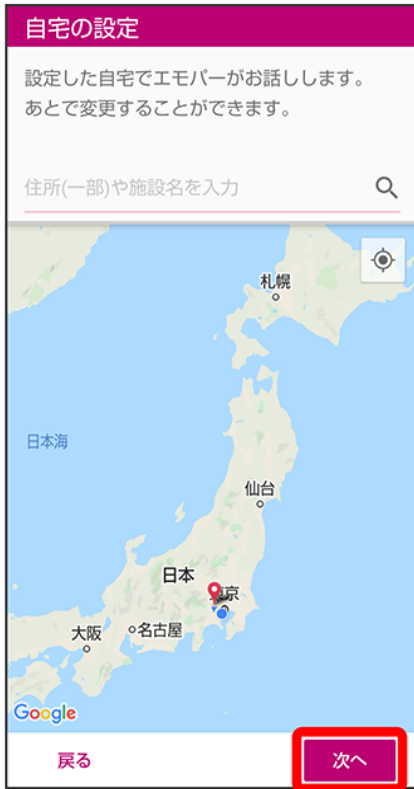 自宅の設定
設定した自宅でエモパーがお話しします。
あとで変更することができます。
住所(一部)や施設名を入力
札幌
日本海
仙台
日本
東京
大阪
名古屋
Google
戻る
次へ